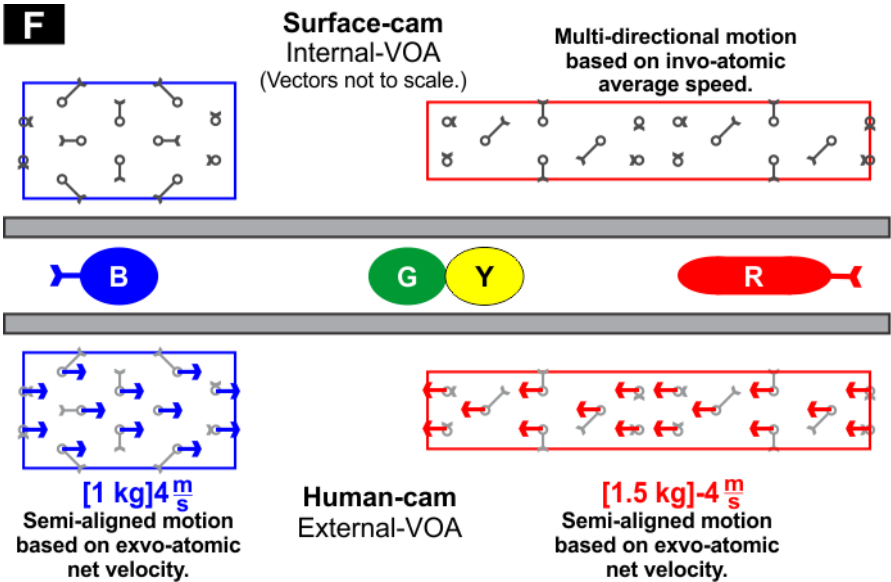 F
Surface-cam
Internal-VOA
(Vectors not to scale.)
Multi-directional motion
based on invo-atomic
average speed.
B
G
Y
R
[1 kg]4 m/s
Semi-aligned motion
based on exvo-atomic
net velocity.
Human-cam
External-VOA
[1.5 kg]-4 m/s
Semi-aligned motion
based on exvo-atomic
net velocity.